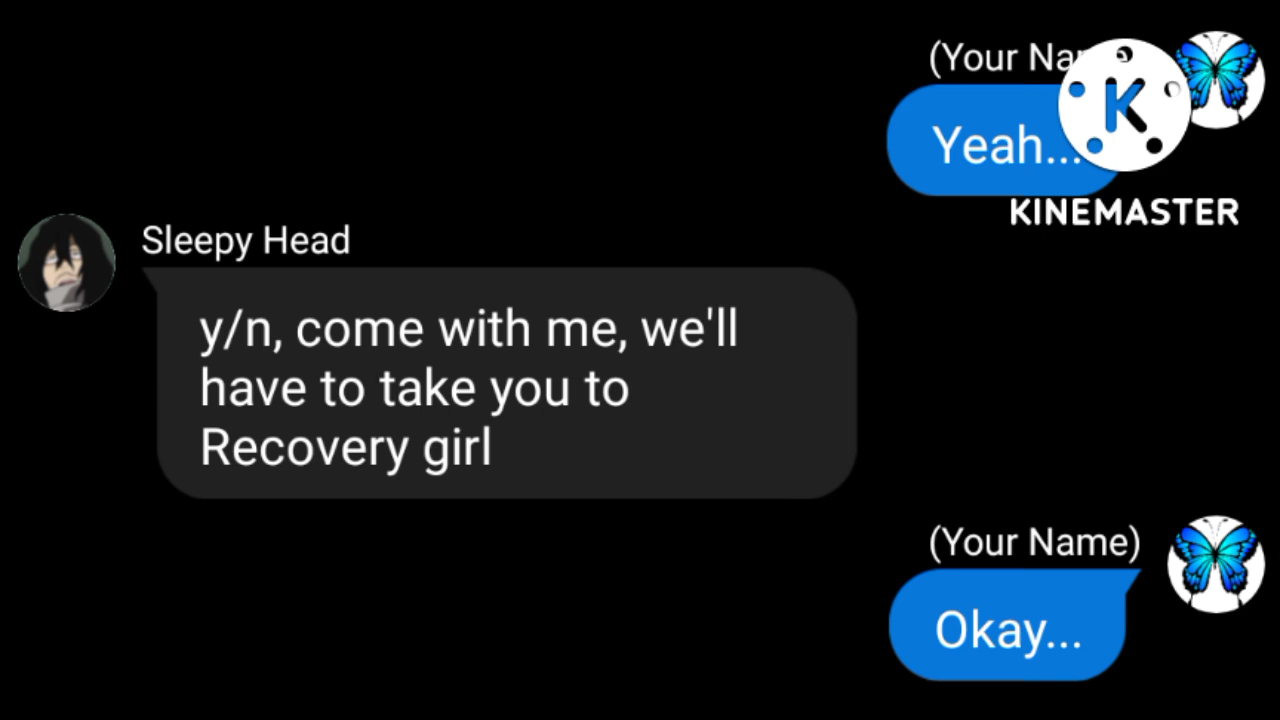 (Your Name
Yeah...
K
KINEMASTER
Sleepy Head
y/n, come with me, we'll
have to take you to
Recovery girl
(Your Name)
Okay...